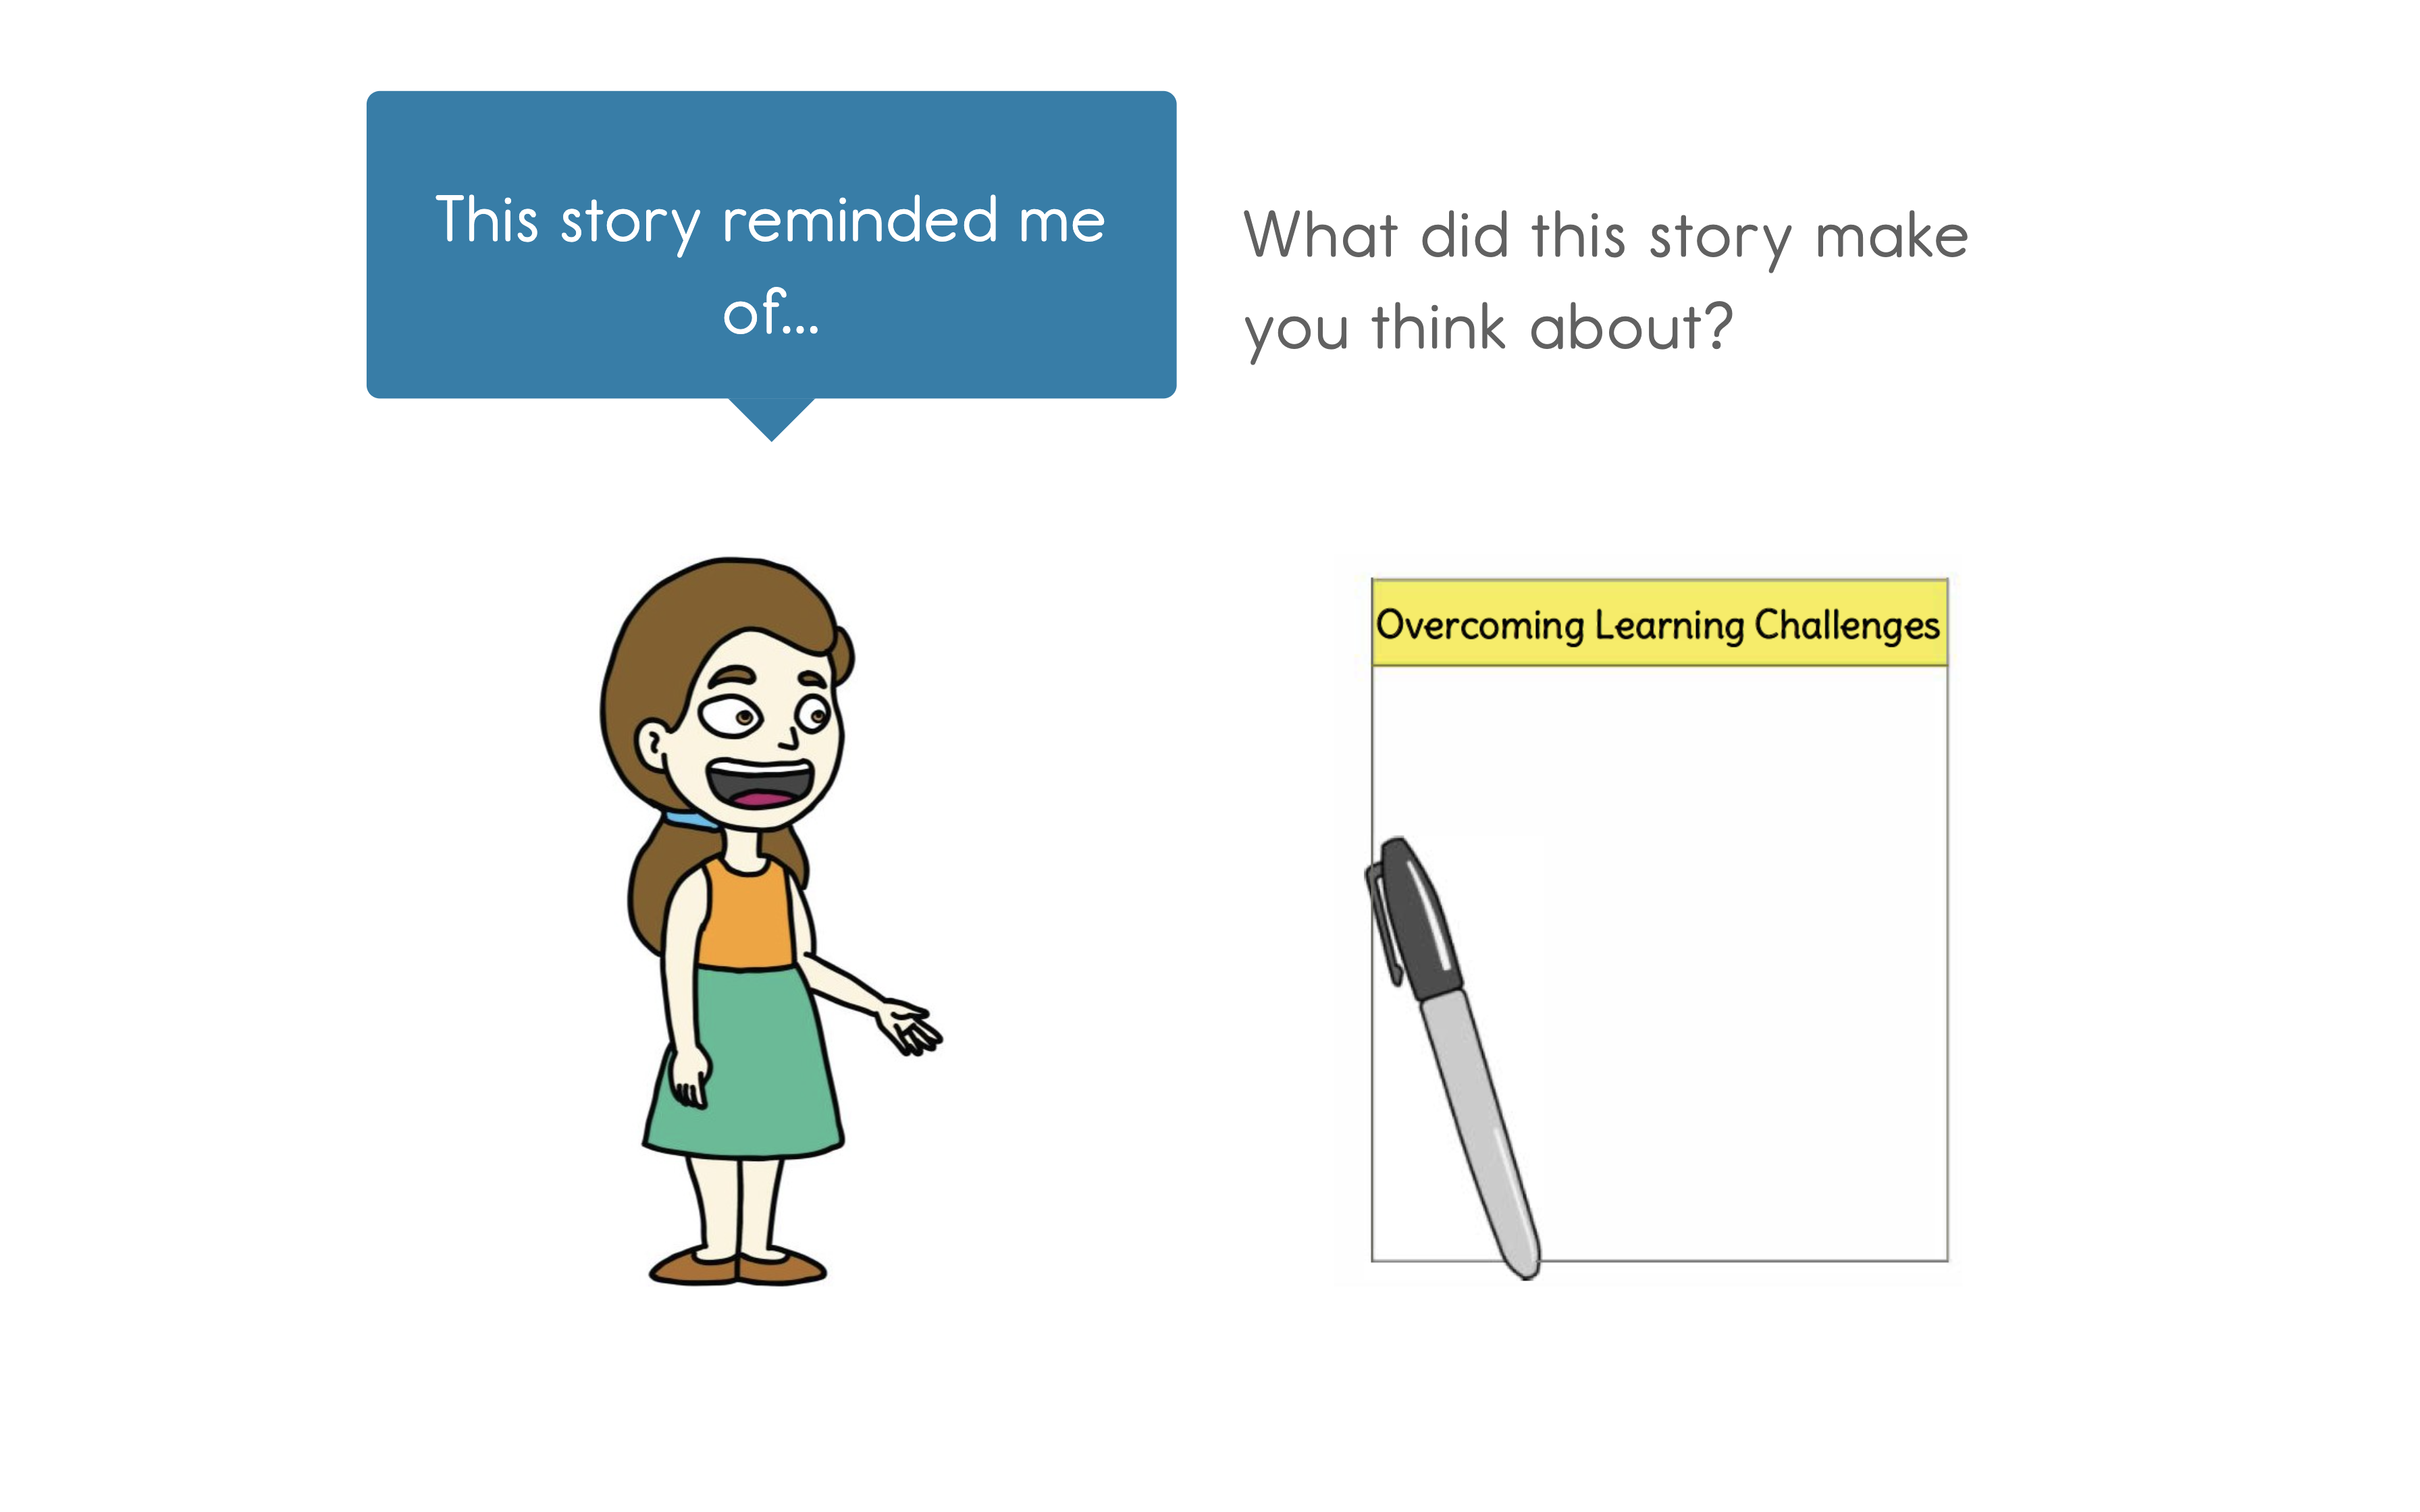 This story reminded me
of...
What did this story make
you think about?
Overcoming Learning Challenges